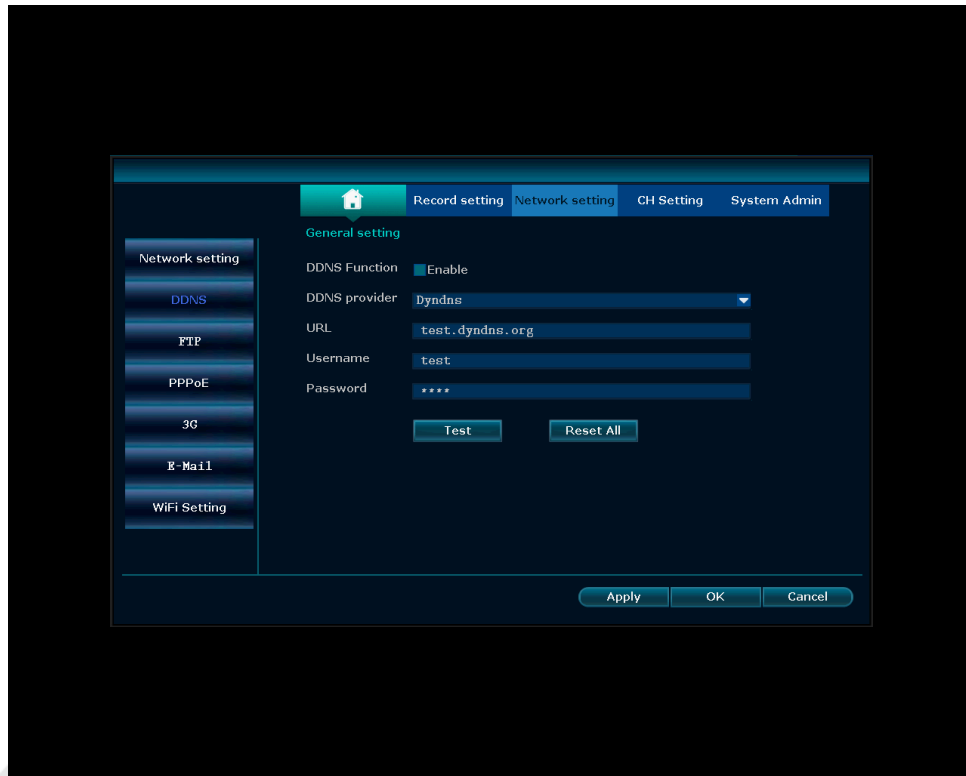 Record setting Network setting CH Setting System Admin
General setting
Network setting
DDNS
FTP
PPPoE
3G
E-Mail
WiFi Setting
DDNS Function Enable
DDNS provider Dyndns
URL test.dyndns.org
Username test
Password ****
Test Reset All
Apply OK Cancel